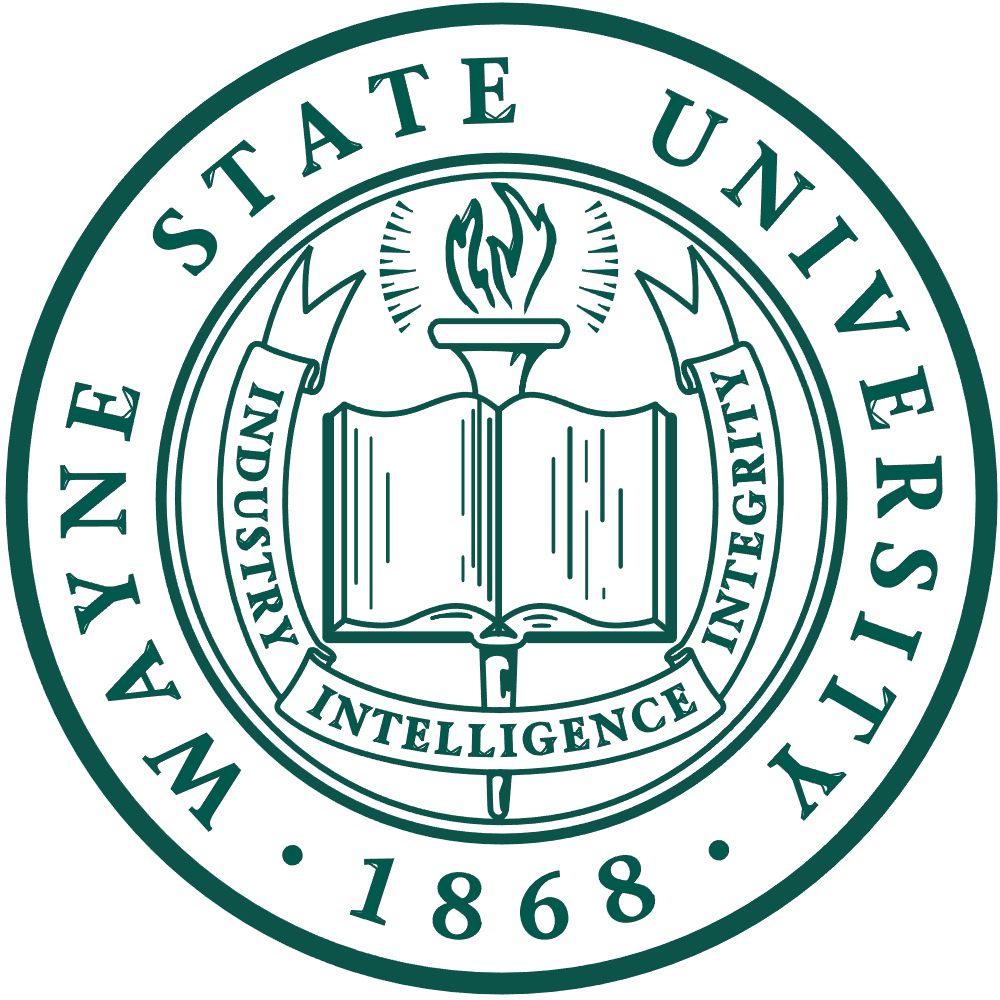 WAYNE STATE UNIVERSITY
• 1868 •
INDUSTRY
INTELLIGENCE
INTEGRITY